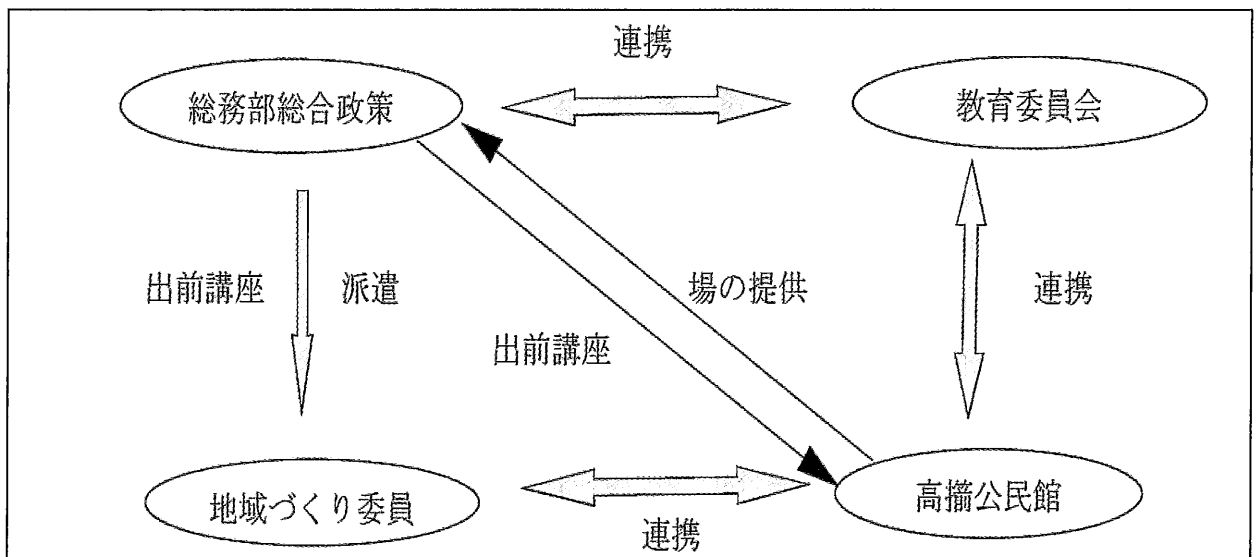 連携
総務部総合政策
教育委員会
出前講座
派遣
場の提供
連携
出前講座
地域づくり委員
高擶公民館
連携